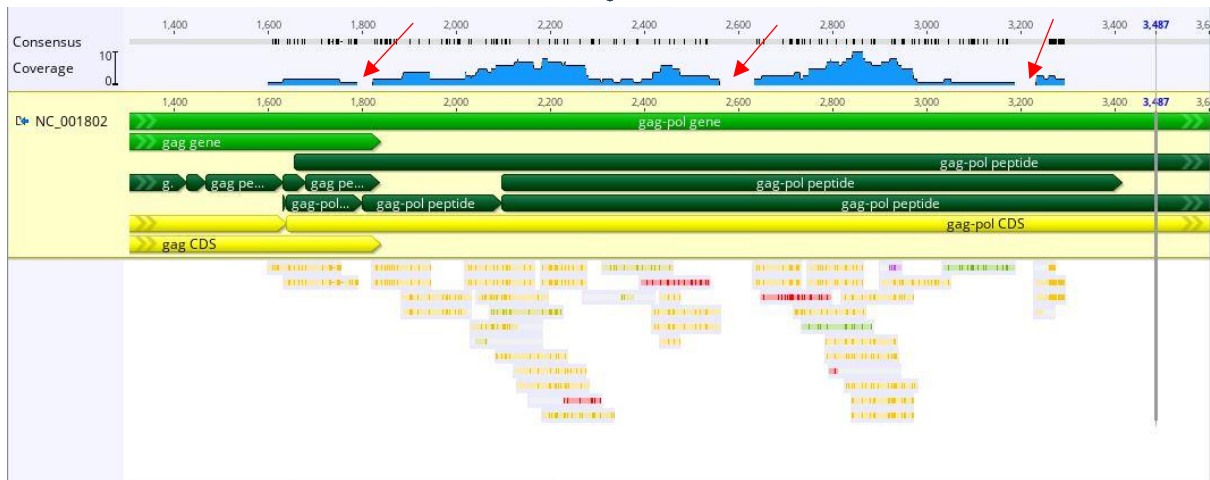 1,400 1,600 1,800 2,000 2,200 2,400 2,600 2,800 3,000 3,200 3,400 3,487 3,6
Consensus
Coverage 10
0
1,400 1,600 1,800 2,000 2,200 2,400 2,600 2,800 3,000 3,200 3,400 3,487 3,6
NC_001802 gag-pol gene
gag gene
gag-pol peptide
g. gag pe... gag pe... gag-pol peptide
gag-pol... gag-pol peptide gag-pol peptide
gag-pol CDS
gag CDS